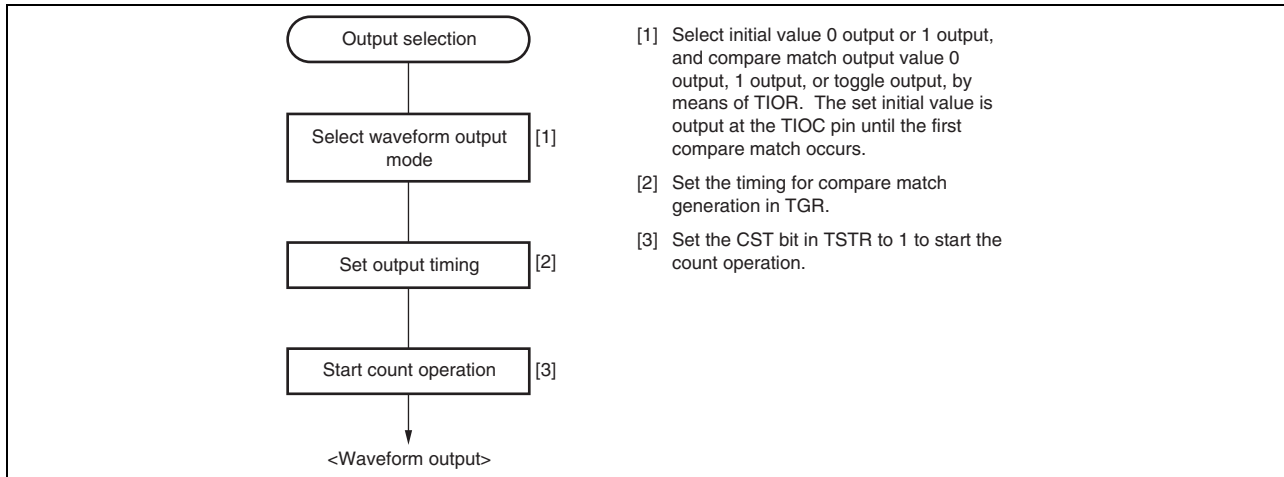 Output selection
Select waveform output
mode
[1]
Set output timing
[2]
Start count operation
[3]
<Waveform output>
[1] Select initial value 0 output or 1 output,
and compare match output value 0
output, 1 output, or toggle output, by
means of TIOR. The set initial value is
output at the TIOC pin until the first
compare match occurs.
[2] Set the timing for compare match
generation in TGR.
[3] Set the CST bit in TSTR to 1 to start the
count operation.